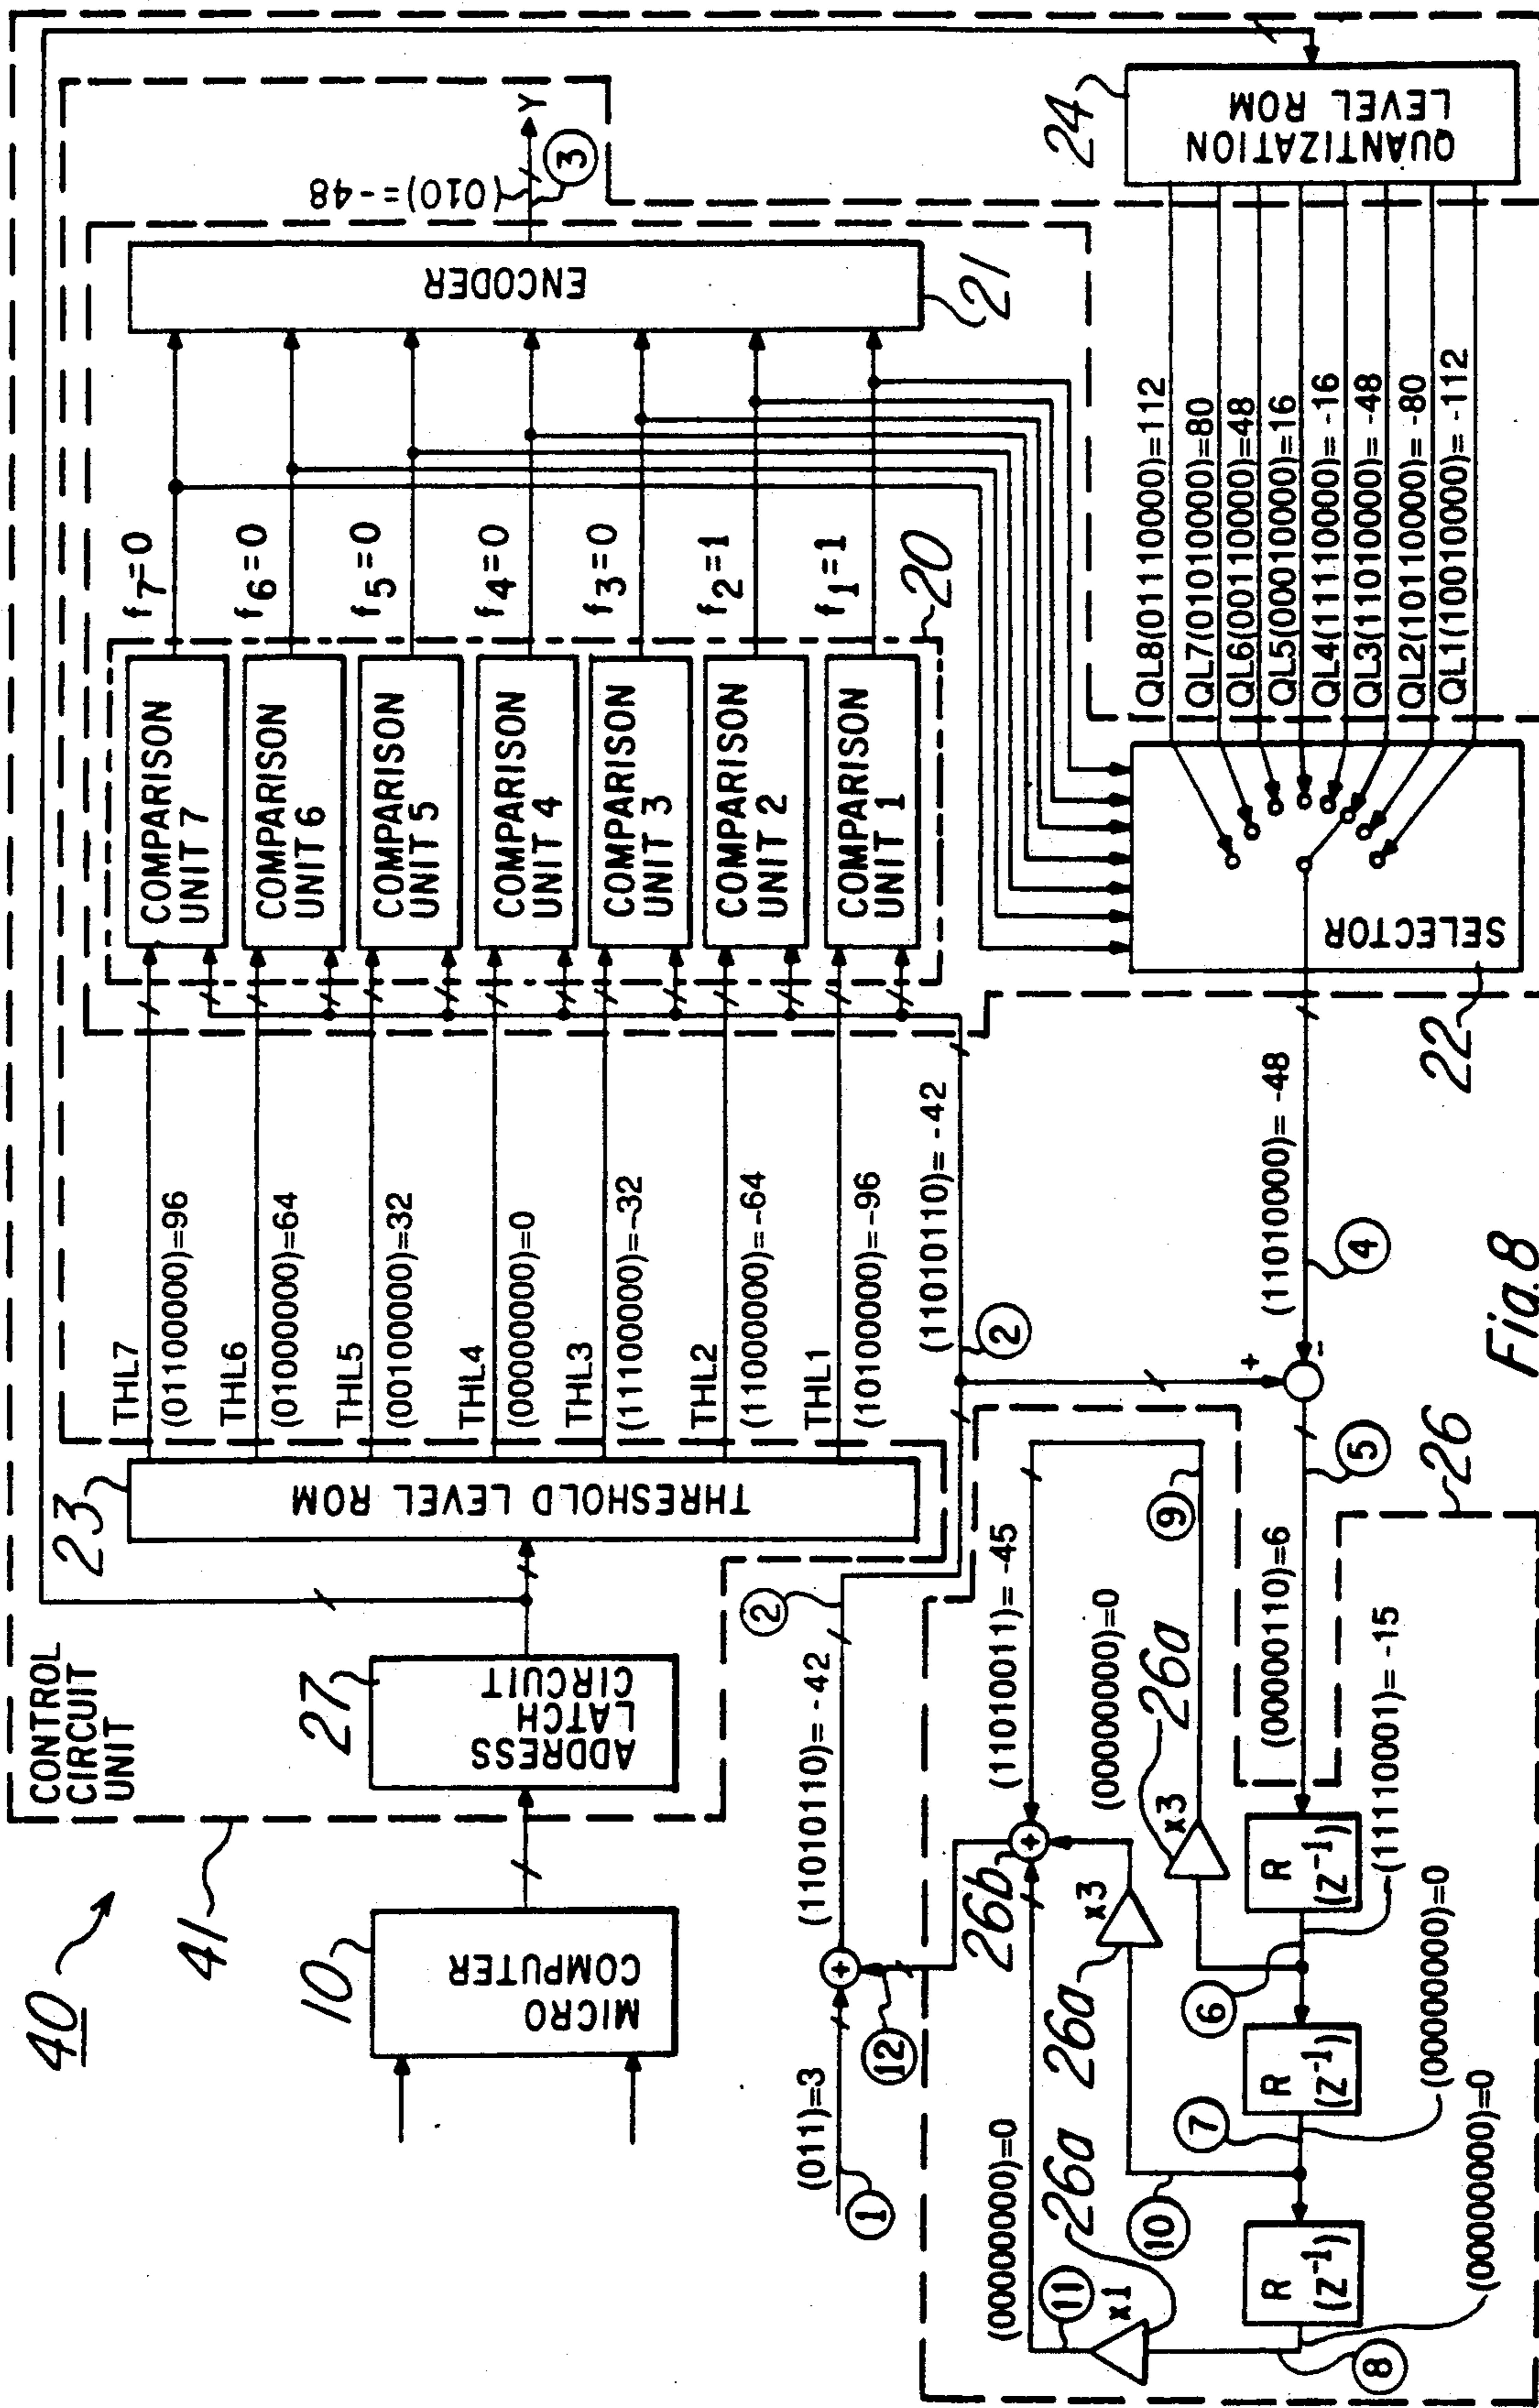 40
41
CONTROL
CIRCUIT
UNIT
10
MICRO
COMPUTER
27
ADDRESS
LATCH
CIRCUIT
23
THRESHOLD LEVEL ROM
THL7
(01100000)=96
THL6
(01000000)=64
THL5
(00100000)=32
THL4
(00000000)=0
THL3
(11100000)=-32
THL2
(11000000)=-64
THL1
(10100000)=-96
(11010110)= -42
2
COMPARISON
UNIT 7
COMPARISON
UNIT 6
COMPARISON
UNIT 5
COMPARISON
UNIT 4
COMPARISON
UNIT 3
COMPARISON
UNIT 2
COMPARISON
UNIT 1
20
f7=0
f6=0
f5=0
f4=0
f3=0
f2=1
f1=1
ENCODER
21
(010)=-48
3
Y
(011)=3
1
(11010110)= -42
2
12
26b
(11010011)= -45
(00000000)=0
9
x3
26a
x3
26a
10
(00000000)=0
11
x1
26a
R
(Z-1)
R
(Z-1)
R
(Z-1)
6
(11110001)= -15
7
(00000000)=0
8
(00000000)=0
(00000110)=6
5
26
+
-
4
(11010000)= -48
SELECTOR
22
QL8(01110000)=112
QL7(01010000)=80
QL6(00110000)=48
QL5(00010000)=16
QL4(11110000)= -16
QL3(11010000)= -48
QL2(10110000)= -80
QL1(10010000)= -112
QUANTIZATION
LEVEL ROM
24
Fig.8